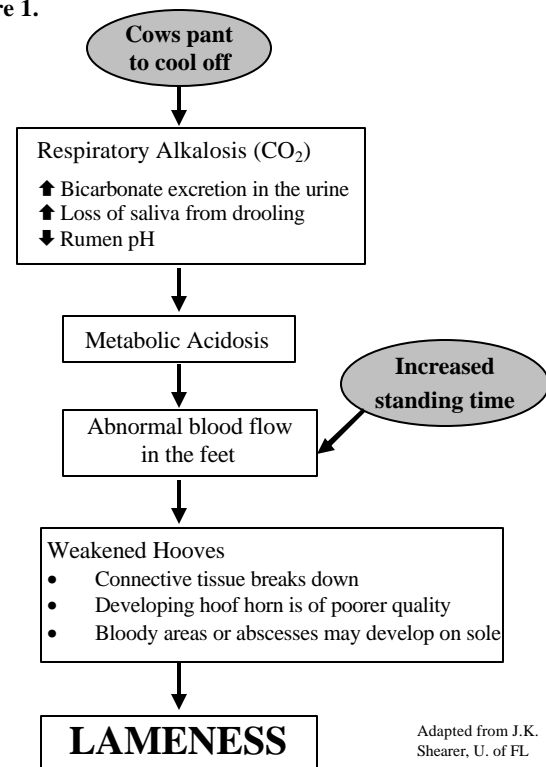 re 1.
Cows pant
to cool off
Respiratory Alkalosis (CO₂)
⬆ Bicarbonate excretion in the urine
⬆ Loss of saliva from drooling
⬇ Rumen pH
Metabolic Acidosis
Increased
standing time
Abnormal blood flow
in the feet
Weakened Hooves
• Connective tissue breaks down
• Developing hoof horn is of poorer quality
• Bloody areas or abscesses may develop on sole
LAMENESS
Adapted from J.K.
Shearer, U. of FL